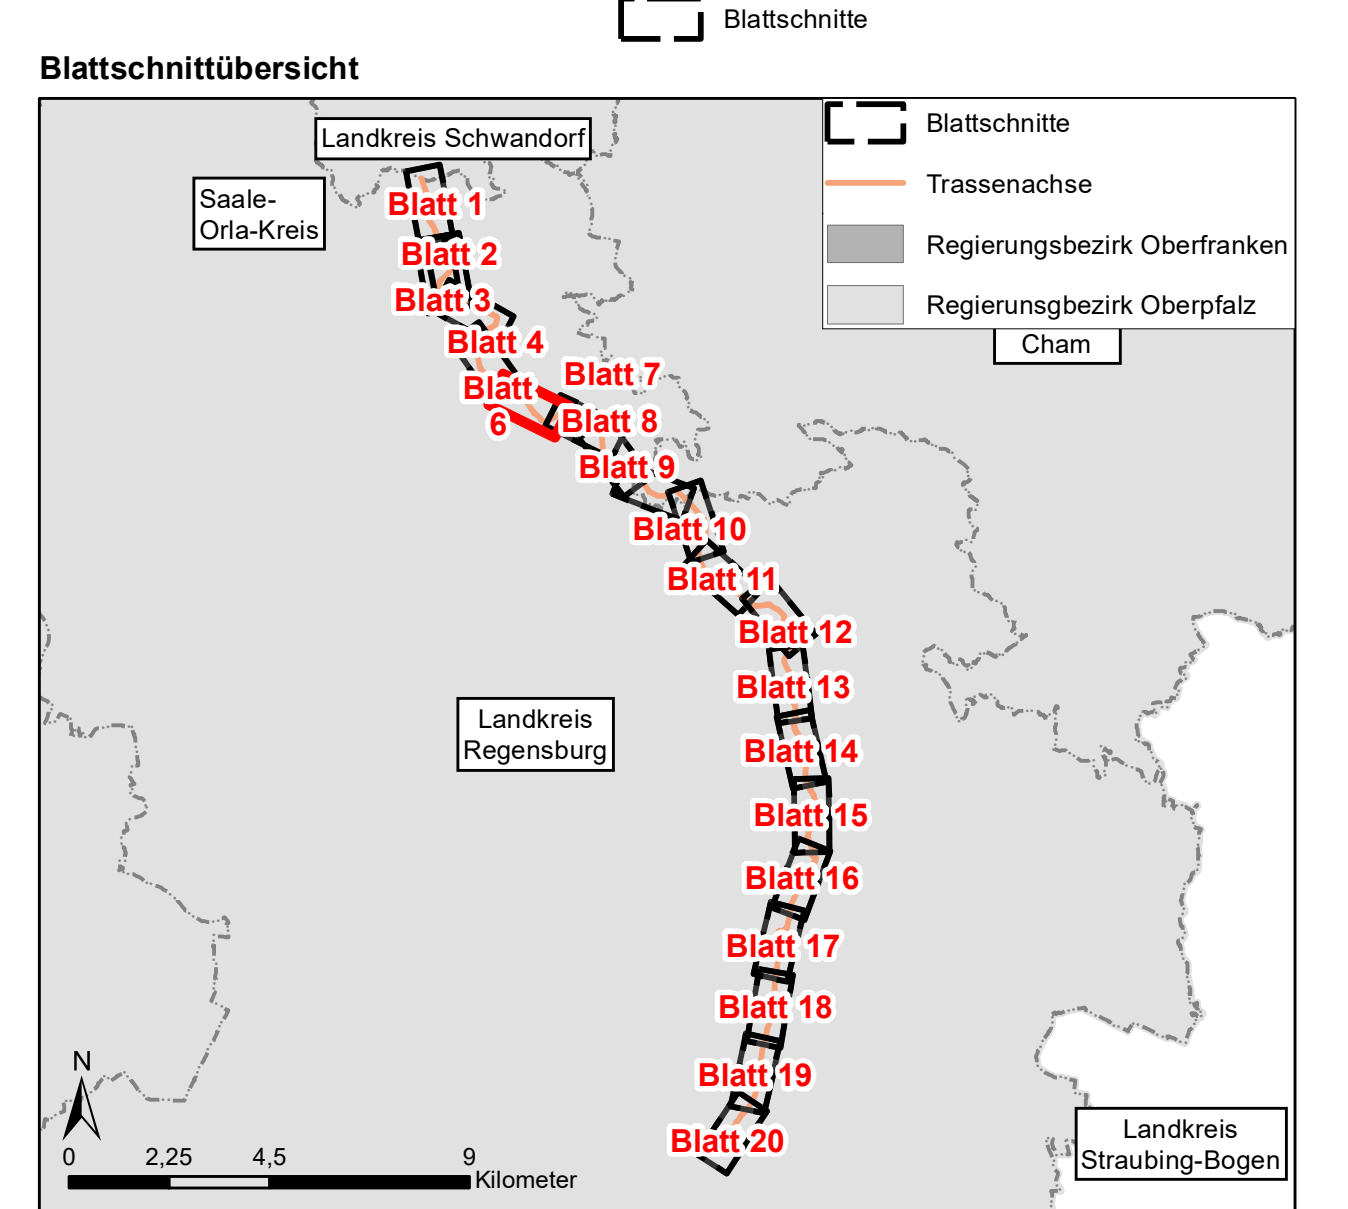 Blattschnitte
Blattschnittübersicht
Landkreis Schwandorf
Saale-
Orla-Kreis
Blattschnitte
Trassenachse
Regierungsbezirk Oberfranken
Regierunsgbezirk Oberpfalz
Cham
Blatt 1
Blatt 2
Blatt 3
Blatt 4
Blatt
6
Blatt 7
Blatt 8
Blatt 9
Blatt 10
Blatt 11
Blatt 12
Blatt 13
Landkreis
Regensburg
Blatt 14
Blatt 15
Blatt 16
Blatt 17
Blatt 18
Blatt 19
Blatt 20
N
0 2,25 4,5 9
Kilometer
Landkreis
Straubing-Bogen